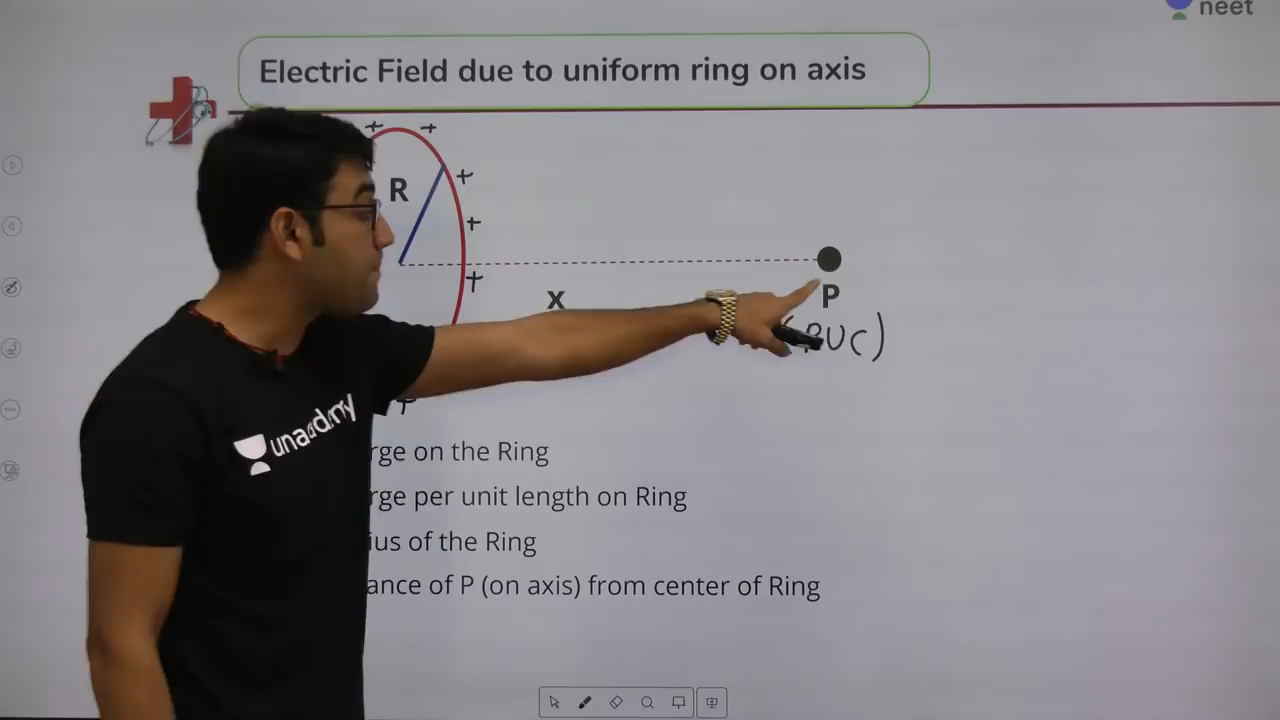 neet
Electric Field due to uniform ring on axis
+ +
R +
+
+
x
P
+
rge on the Ring
rge per unit length on Ring
ius of the Ring
ance of P (on axis) from center of Ring
unacademy